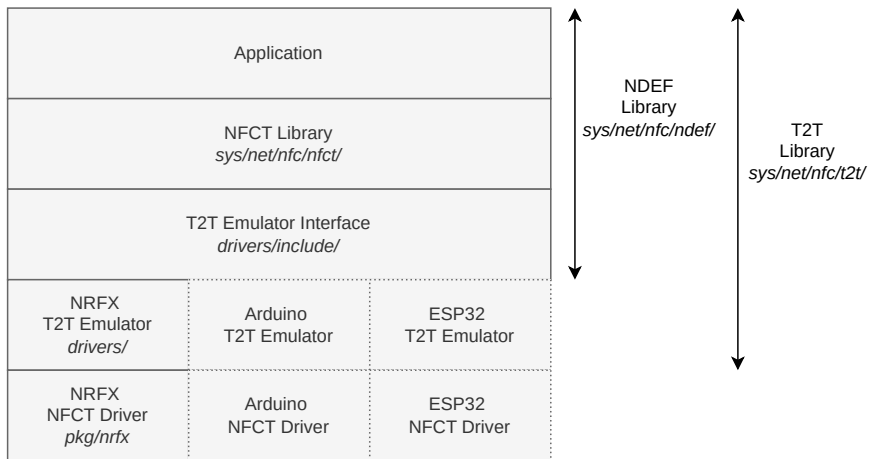 Application
NFCT Library
sys/net/nfc/nfct/
T2T Emulator Interface
drivers/include/
NRFX
T2T Emulator
drivers/
Arduino
T2T Emulator
ESP32
T2T Emulator
NRFX
NFCT Driver
pkg/nrfx
Arduino
NFCT Driver
ESP32
NFCT Driver
NDEF
Library
sys/net/nfc/ndef/
T2T
Library
sys/net/nfc/t2t/